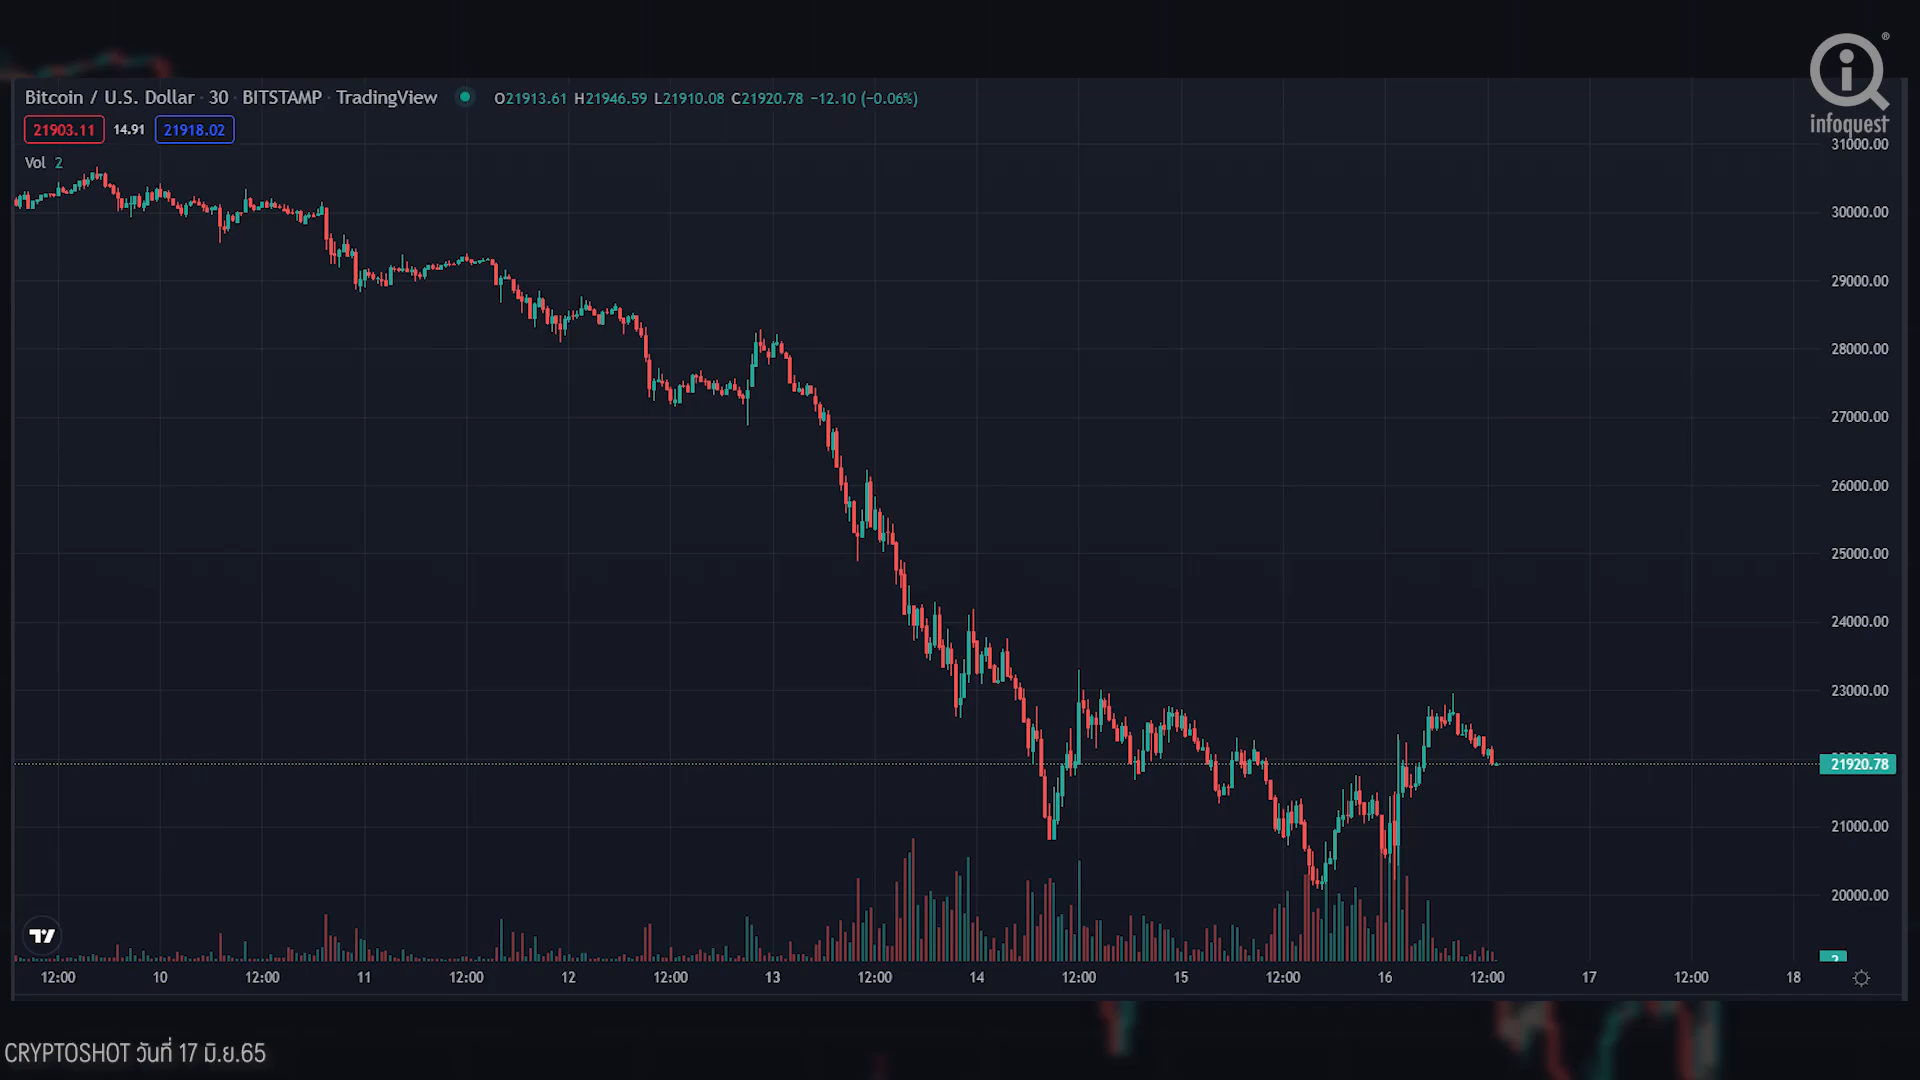 infoquest ®
Bitcoin / U.S. Dollar · 30 · BITSTAMP · TradingView O21913.61 H21946.59 L21910.08 C21920.78 −12.10 (−0.06%)
21903.11 14.91 21918.02
Vol 2
31000.00
30000.00
29000.00
28000.00
27000.00
26000.00
25000.00
24000.00
23000.00
21920.78
21000.00
20000.00
2
12:00 10 12:00 11 12:00 12 12:00 13 12:00 14 12:00 15 12:00 16 12:00 17 12:00 18
CRYPTOSHOT วันที่ 17 มิ.ย.65